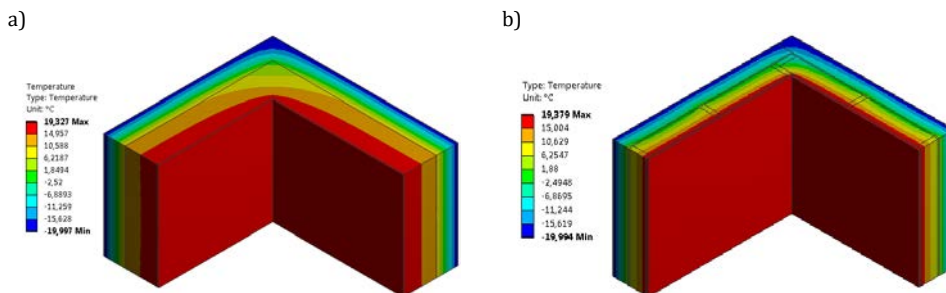 a)
b)
Temperature
Type: Temperature
Unit: °C
19,327 Max
14,957
10,588
6,2187
1,8494
-2,52
-6,8893
-11,259
-15,628
-19,997 Min
Temperature
Type: Temperature
Unit: °C
19,379 Max
15,004
10,629
6,2547
1,88
-2,4948
-6,8695
-11,244
-15,619
-19,994 Min